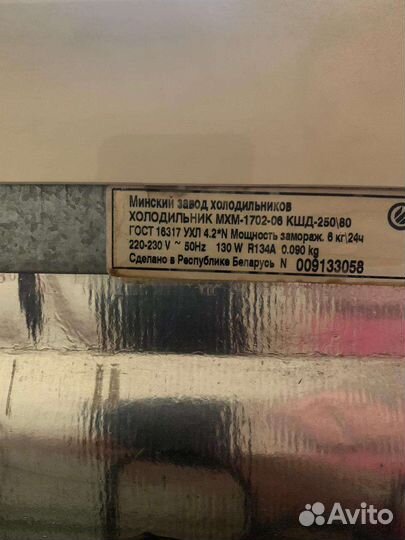 Минский завод холодильников
ХОЛОДИЛЬНИК МХМ-1702-06 КШД-250\80
ГОСТ 16317 УХЛ 4.2*N Мощность замораж. 6 кг\24ч
220-230 V ~ 50Hz 130 W R134A 0.090 kg
Сделано в Республике Беларусь N 009133058
Avito